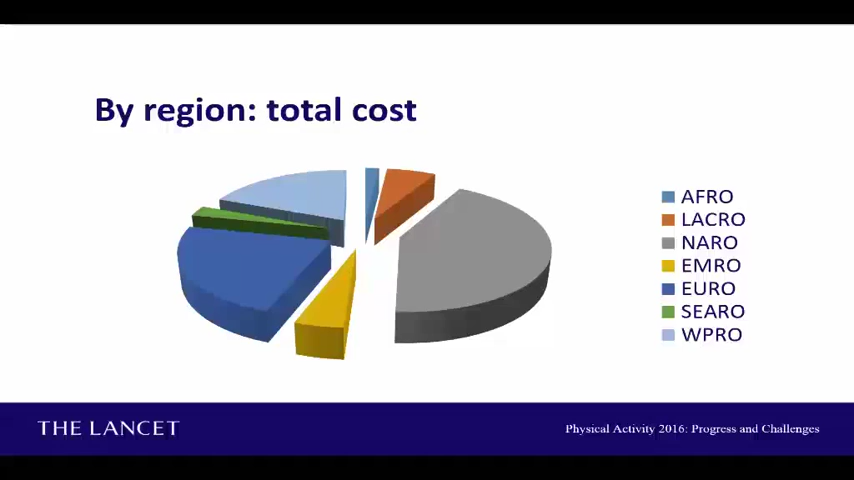 By region: total cost
AFRO
LACRO
NARO
EMRO
EURO
SEARO
WPRO
THE LANCET
Physical Activity 2016: Progress and Challenges